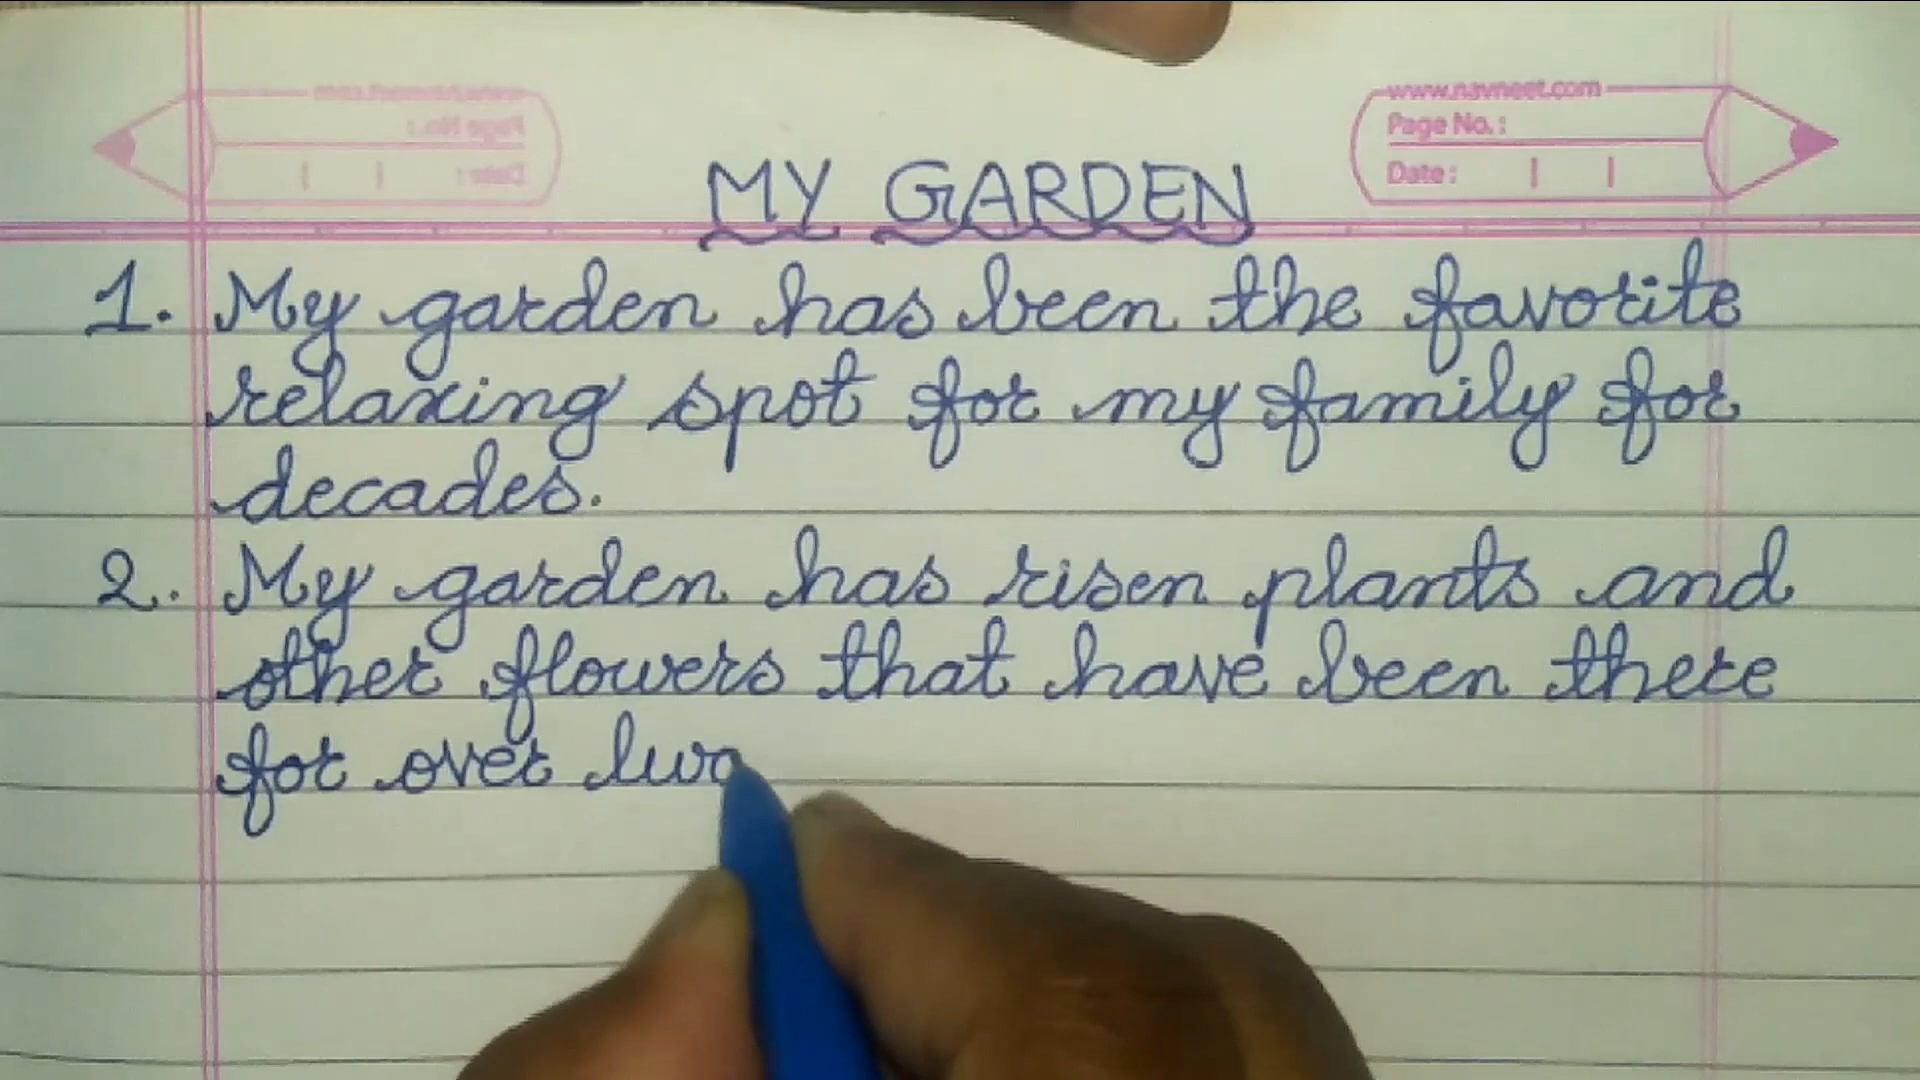 www.navneet.com
Page No. :
Date :
MY GARDEN
1. My garden has been the favorite
relaxing spot for my family for
decades.
2. My garden has risen plants and
other flowers that have been there
for over